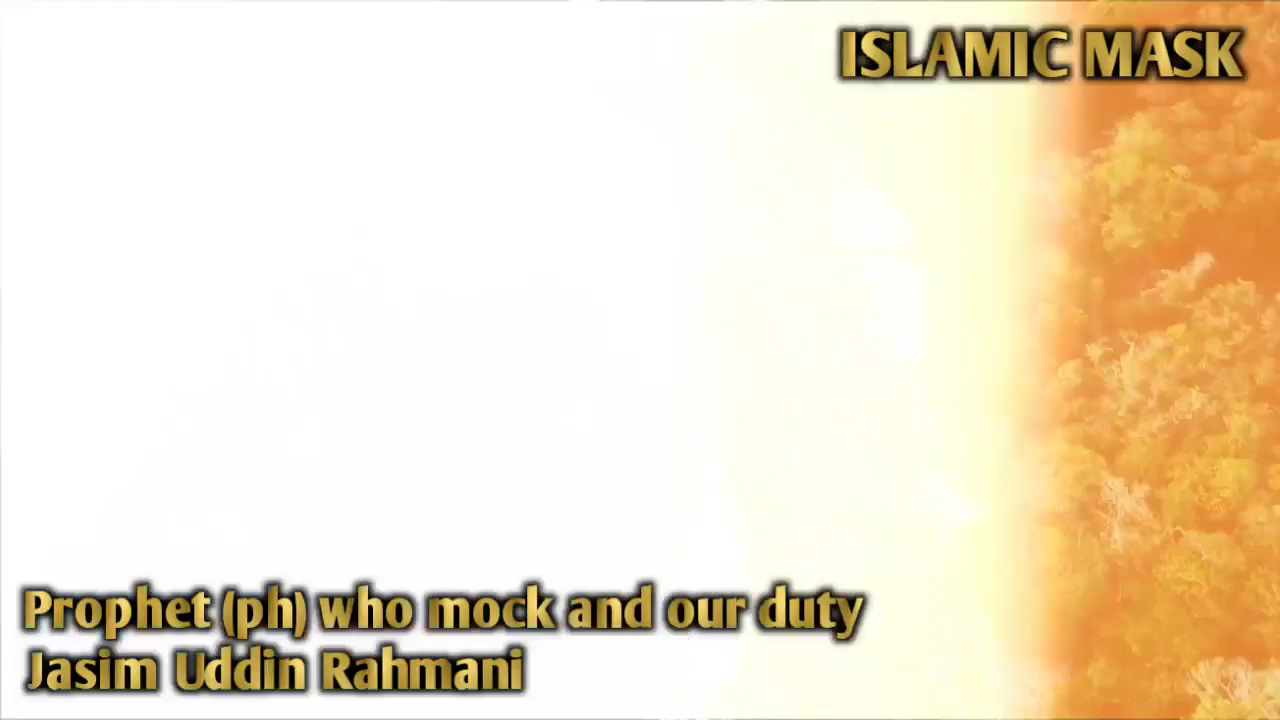 ISLAMIC MASK
Prophet (ph) who mock and our duty
Jasim Uddin Rahmani